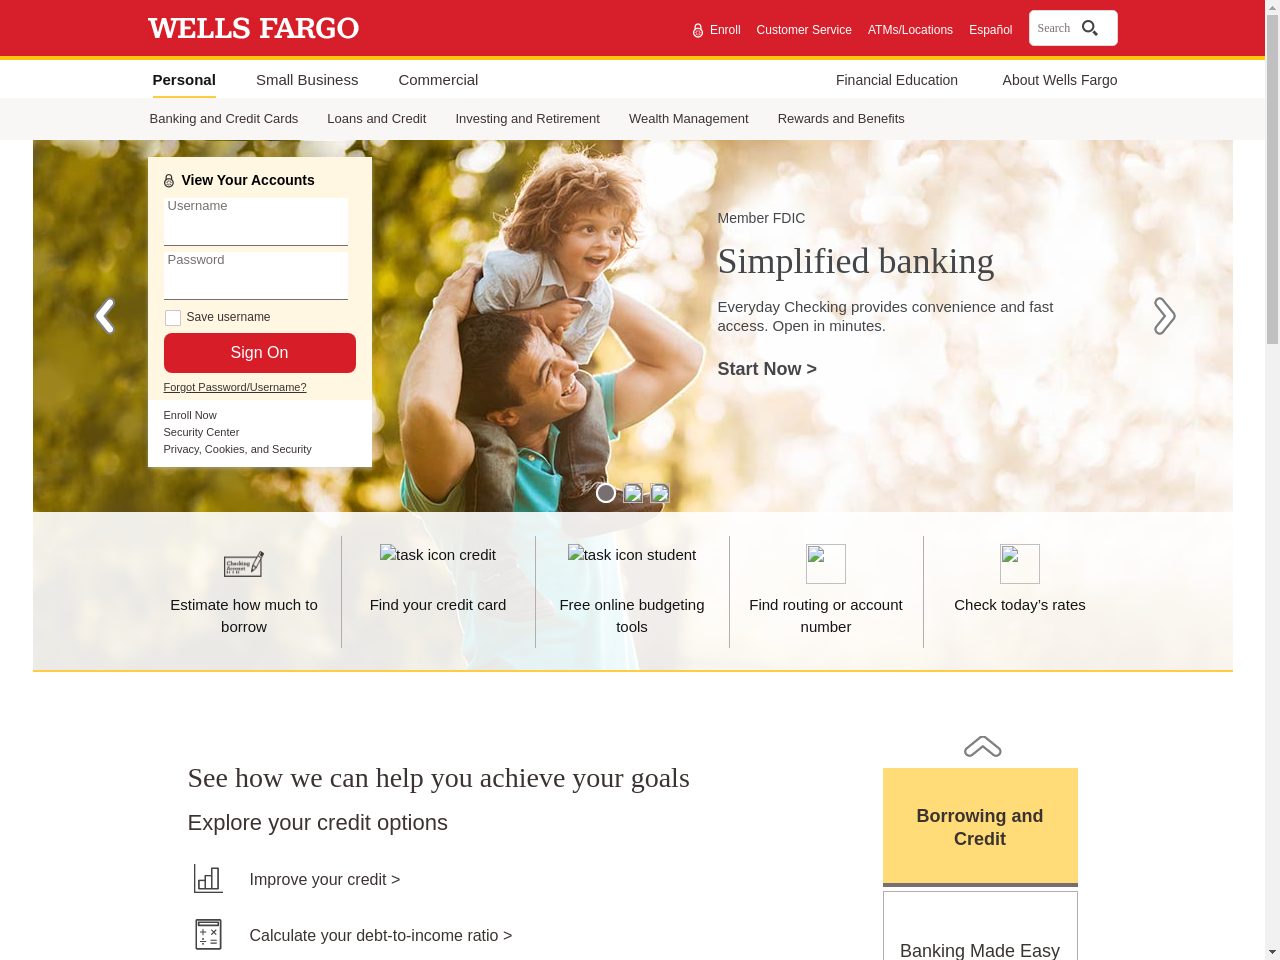 WELLS FARGO
Enroll
Customer Service
ATMs/Locations
Español
Search
Personal
Small Business
Commercial
Financial Education
About Wells Fargo
Banking and Credit Cards
Loans and Credit
Investing and Retirement
Wealth Management
Rewards and Benefits
View Your Accounts
Username
Password
Save username
Sign On
Forgot Password/Username?
Enroll Now
Security Center
Privacy, Cookies, and Security
Member FDIC
Simplified banking
Everyday Checking provides convenience and fast
access. Open in minutes.
Start Now >
Checking
Account
Estimate how much to
borrow
task icon credit
Find your credit card
task icon student
Free online budgeting
tools
Find routing or account
number
Check today’s rates
See how we can help you achieve your goals
Explore your credit options
Improve your credit >
Calculate your debt-to-income ratio >
Borrowing and
Credit
Banking Made Easy